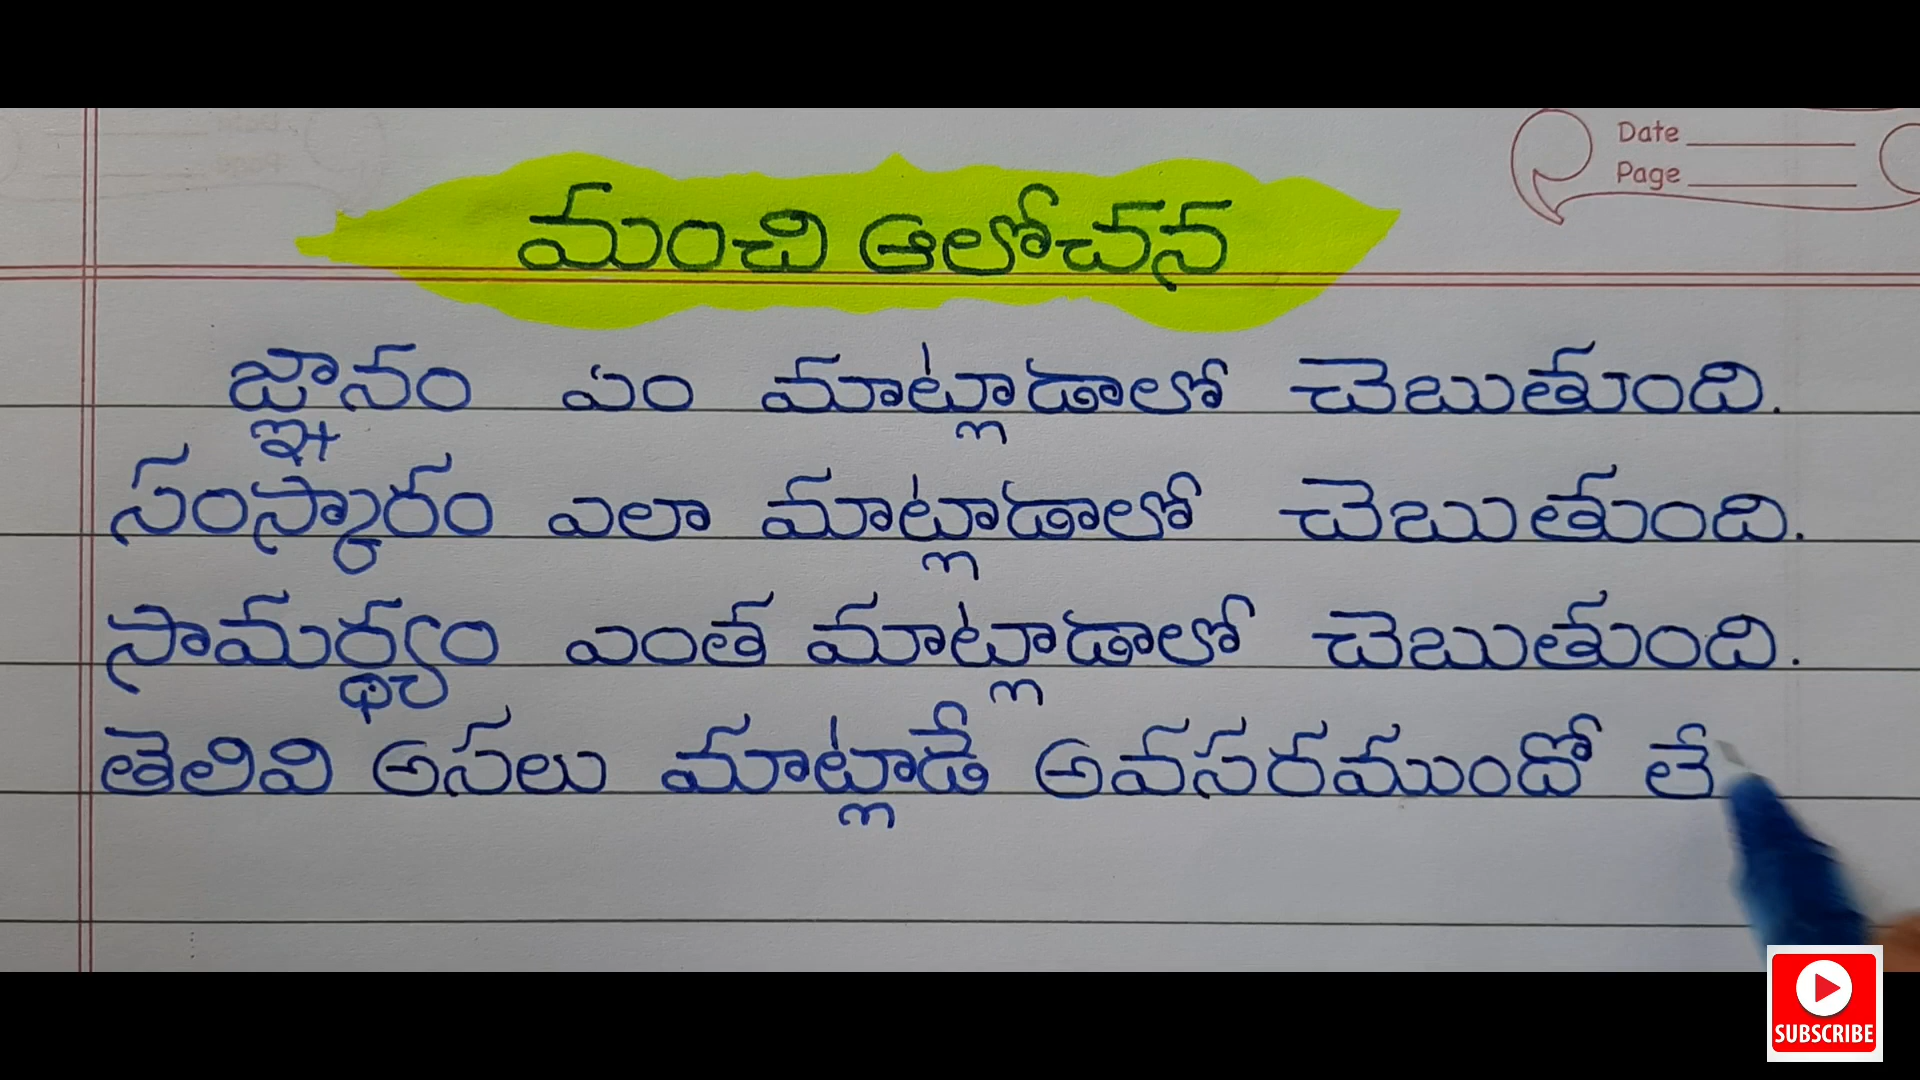 Date
Page
మంచి ఆలోచన
జ్ఞానం ఏం మాట్లాడాలో చెబుతుంది.
సంస్కారం ఎలా మాట్లాడాలో చెబుతుంది.
సామర్థ్యం ఎంత మాట్లాడాలో చెబుతుంది.
తెలివి అసలు మాట్లాడే అవసరముందో లే
SUBSCRIBE